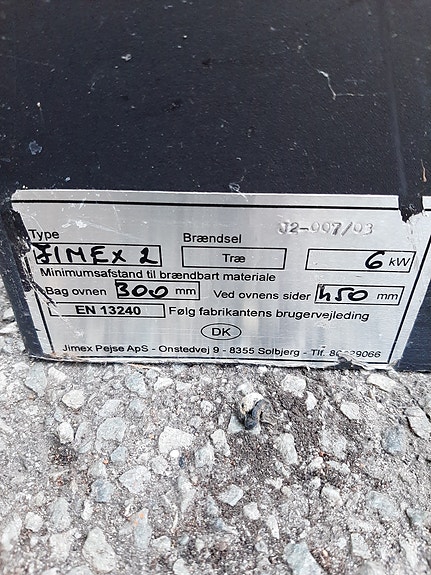 Type Brændsel J2-007/03
JIMEX 2 Træ 6 kW
Minimumsafstand til brændbart materiale
Bag ovnen 300 mm Ved ovnens sider 450 mm
EN 13240 Følg fabrikantens brugervejleding
DK
Jimex Pejse ApS - Onstedvej 9 - 8355 Solbjerg - Tlf.